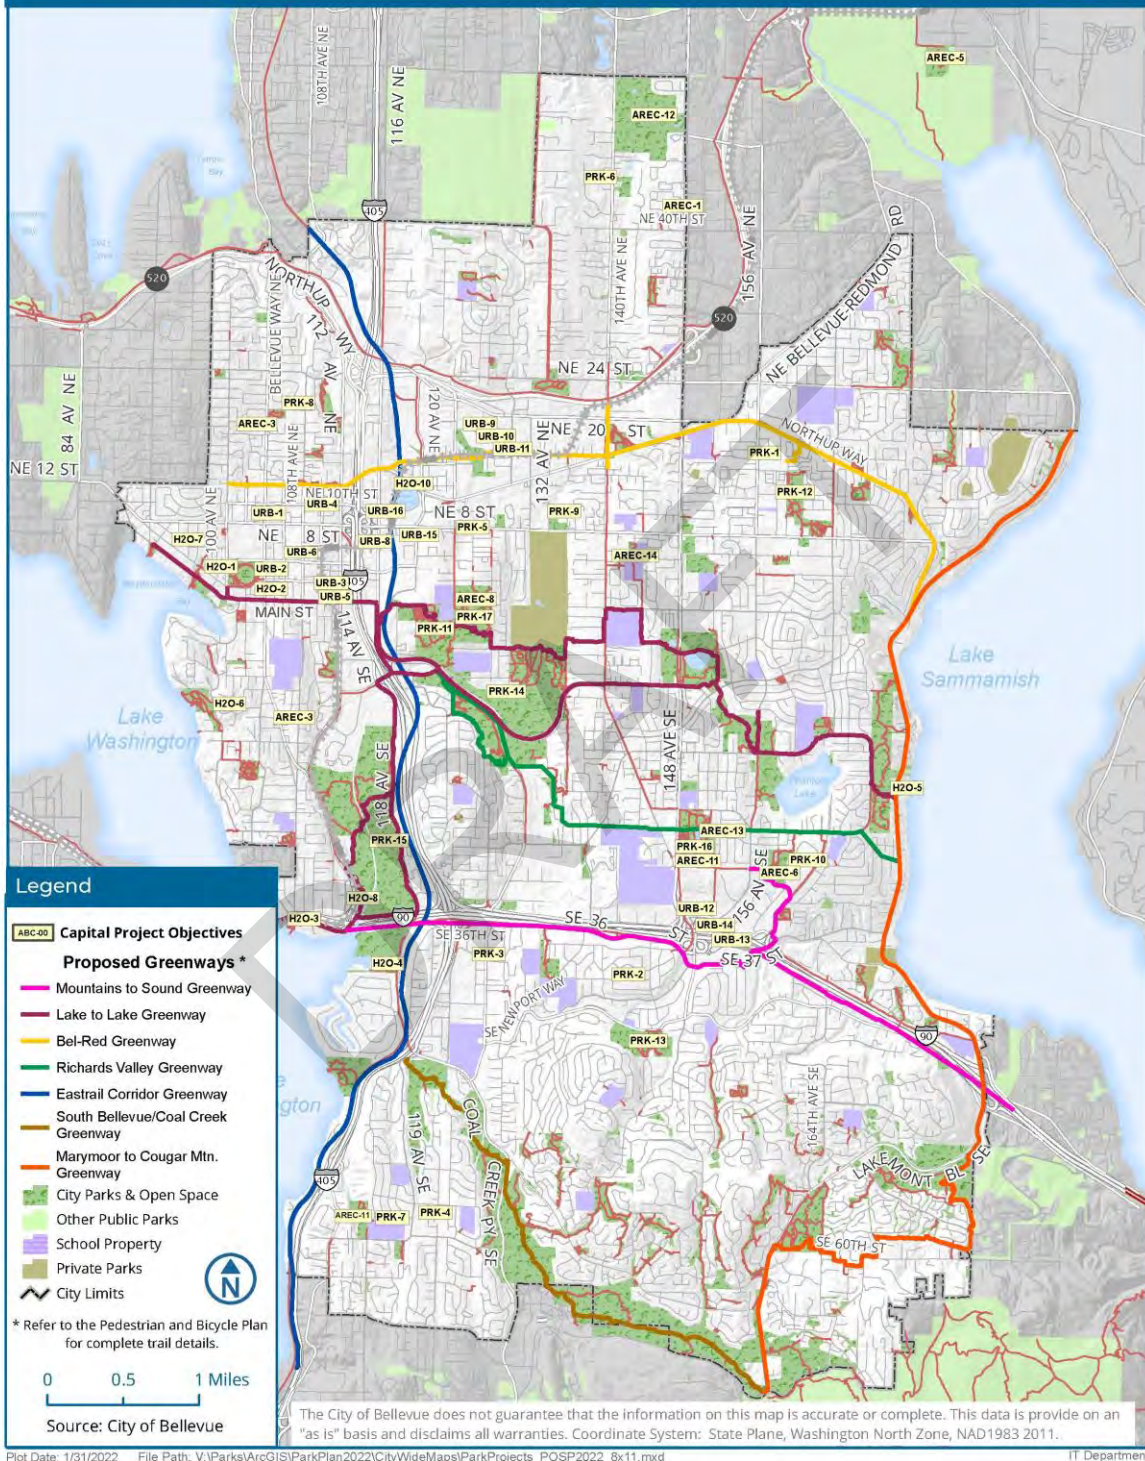 AREC-5
108TH AVE NE
116 AV NE
AREC-12
PRK-6
AREC-1
NE 40TH ST
405
140TH AVE NE
156 AV NE
NE BELLEVUE-REDMOND RD
520
NORTHUP WY
BELLEVUE WAY NE
112 AV NE
520
NE 24 ST
84 AV NE
PRK-8
120 AV NE
AREC-3
URB-9
URB-10
URB-11
132 AV NE
NE 20 ST
NORTHUP WAY
PRK-1
NE 12 ST
108TH AVE NE
H2O-10
NE 10TH ST
PRK-12
100 AV NE
URB-1
URB-4
URB-16
NE 8 ST
PRK-9
H2O-7
NE 8 ST
URB-8
URB-15
PRK-5
URB-6
AREC-14
H2O-1
URB-2
URB-3
405
H2O-2
URB-5
AREC-8
MAIN ST
PRK-17
PRK-11
114 AV SE
Lake
Sammamish
PRK-14
H2O-6
AREC-3
Lake
Washington
148 AVE SE
118 AV SE
Phantom
Lake
H2O-5
DRAFT
PRK-15
AREC-13
PRK-16
AREC-11
156 AV SE
PRK-10
AREC-6
H2O-8
H2O-3
90
URB-12
SE 36 ST
URB-14
SE 36TH ST
URB-13
SE 37 ST
PRK-3
H2O-4
PRK-2
SE NEWPORT WAY
PRK-13
90
ngton
119 AV SE
COAL CREEK PY SE
164TH AVE SE
LAKEMONT BL SE
405
AREC-11
PRK-7
PRK-4
SE 60TH ST
Legend
ABC-00 Capital Project Objectives
Proposed Greenways *
Mountains to Sound Greenway
Lake to Lake Greenway
Bel-Red Greenway
Richards Valley Greenway
Eastrail Corridor Greenway
South Bellevue/Coal Creek
Greenway
Marymoor to Cougar Mtn.
Greenway
City Parks & Open Space
Other Public Parks
School Property
Private Parks
City Limits
N
* Refer to the Pedestrian and Bicycle Plan
for complete trail details.
0 0.5 1 Miles
Source: City of Bellevue
The City of Bellevue does not guarantee that the information on this map is accurate or complete. This data is provide on an
"as is" basis and disclaims all warranties. Coordinate System: State Plane, Washington North Zone, NAD1983 2011.
Plot Date: 1/31/2022 File Path: V:\Parks\ArcGIS\ParkPlan2022\CityWideMaps\ParkProjects_POSP2022_8x11.mxd
IT Department